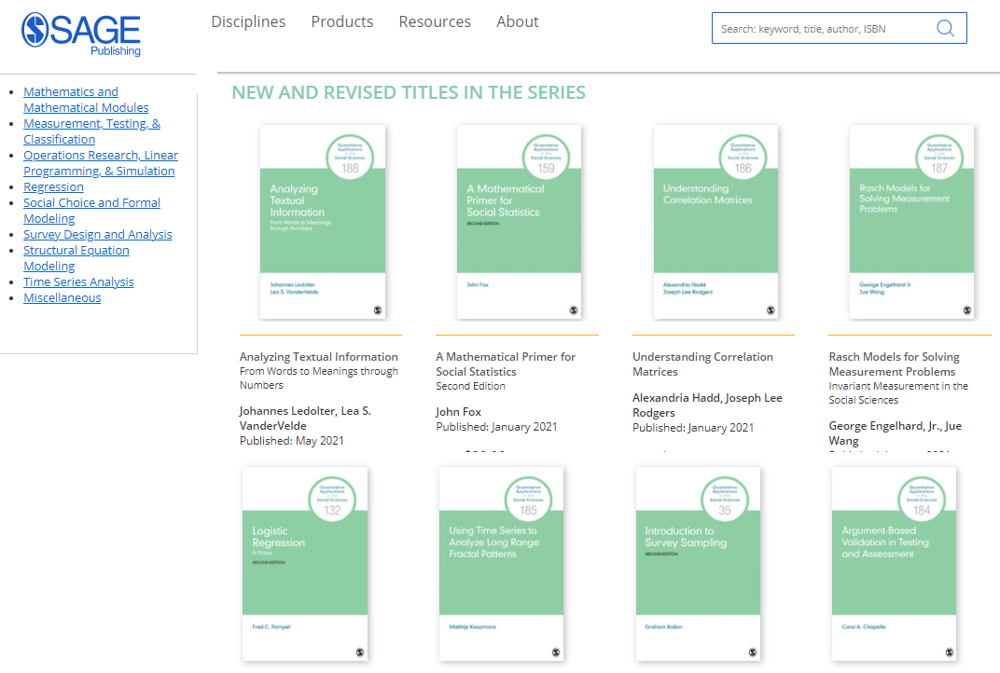 SAGE
Publishing
Disciplines
Products
Resources
About
Search: keyword, title, author, ISBN
Mathematics and
Mathematical Modules
Measurement, Testing, &
Classification
Operations Research, Linear
Programming, & Simulation
Regression
Social Choice and Formal
Modeling
Survey Design and Analysis
Structural Equation
Modeling
Time Series Analysis
Miscellaneous
NEW AND REVISED TITLES IN THE SERIES
Quantitative
Applications
in the
Social Sciences
188
Analyzing
Textual
Information
From Words to Meanings
through Numbers
Johannes Ledolter
Lea S. VanderVelde
Quantitative
Applications
in the
Social Sciences
159
A Mathematical
Primer for
Social Statistics
SECOND EDITION
John Fox
Quantitative
Applications
in the
Social Sciences
186
Understanding
Correlation Matrices
Alexandria Hadd
Joseph Lee Rodgers
Quantitative
Applications
in the
Social Sciences
187
Rasch Models for
Solving Measurement
Problems
George Engelhard Jr
Jue Wang
Analyzing Textual Information
From Words to Meanings through
Numbers
Johannes Ledolter, Lea S.
VanderVelde
Published: May 2021
A Mathematical Primer for
Social Statistics
Second Edition
John Fox
Published: January 2021
Understanding Correlation
Matrices
Alexandria Hadd, Joseph Lee
Rodgers
Published: January 2021
Rasch Models for Solving
Measurement Problems
Invariant Measurement in the
Social Sciences
George Engelhard, Jr., Jue
Wang
Quantitative
Applications
in the
Social Sciences
132
Logistic
Regression
A Primer
SECOND EDITION
Fred C. Pampel
Quantitative
Applications
in the
Social Sciences
185
Using Time Series to
Analyze Long Range
Fractal Patterns
Matthijs Koopmans
Quantitative
Applications
in the
Social Sciences
35
Introduction to
Survey Sampling
SECOND EDITION
Graham Kalton
Quantitative
Applications
in the
Social Sciences
184
Argument-Based
Validation in Testing
and Assessment
Carol A. Chapelle